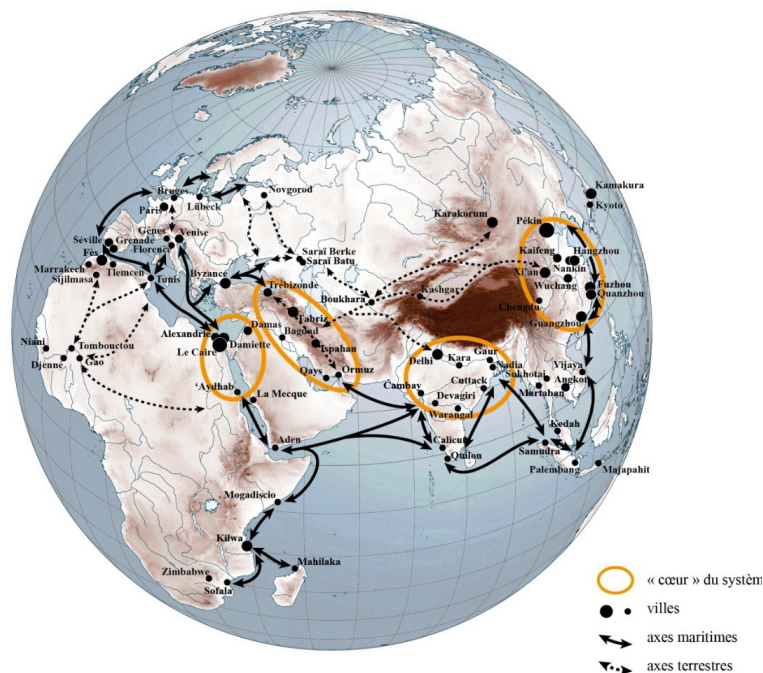 Bruges
Novgorod
Paris
Lübeck
Karakorum
Kamakura
Kyoto
Pékin
Gênes
Venise
Séville
Grenade
Florence
Fès
Saraï Berke
Saraï Batu
Kaifeng
Hangzhou
Marrakech
Tlemcen
Tunis
Byzance
Sijilmasa
Trébizonde
Boukhara
Kashgar
Xi'an
Nankin
Wuchang
Fuzhou
Quanzhou
Chengdu
Tabriz
Alexandrie
Damas
Bagdad
Guangzhou
Niani
Tombouctou
Damiette
Le Caire
Ispahan
Delhi
Gaur
Djenne
Gao
Kara
Nadia
Vijaya
Qays
Ormuz
Sukhotai
Angkor
'Aydhab
Cambay
Cuttack
Martaban
La Mecque
Devagiri
Warangal
Kedah
Aden
Calicut
Samudra
Quilon
Palembang
Majapahit
Mogadiscio
Kilwa
Mahilaka
Zimbabwe
Sofala
« cœur » du systèm
villes
axes maritimes
axes terrestres